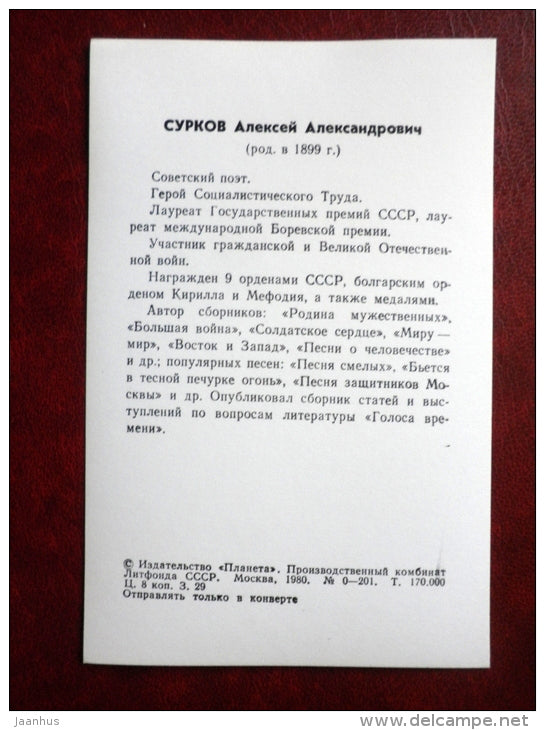 СУРКОВ Алексей Александрович
(род. в 1899 г.)
Советский поэт.
Герой Социалистического Труда.
Лауреат Государственных премий СССР, лау-
реат международной Боревской премии.
Участник гражданской и Великой Отечествен-
ной войн.
Награжден 9 орденами СССР, болгарским ор-
деном Кирилла и Мефодия, а также медалями.
Автор сборников: «Родина мужественных»,
«Большая война», «Солдатское сердце», «Миру —
мир», «Восток и Запад», «Песни о человечестве»
и др.; популярных песен: «Песня смелых», «Бьется
в тесной печурке огонь», «Песня защитников Мо-
сквы» и др. Опубликовал сборник статей и выс-
туплений по вопросам литературы «Голоса вре-
мени».
© Издательство «Планета». Производственный комбинат
Литфонда СССР. Москва, 1980. № 0—201. Т. 170.000
Ц. 8 коп. З. 29
Отправлять только в конверте
jaanhus
www.delcampe.net